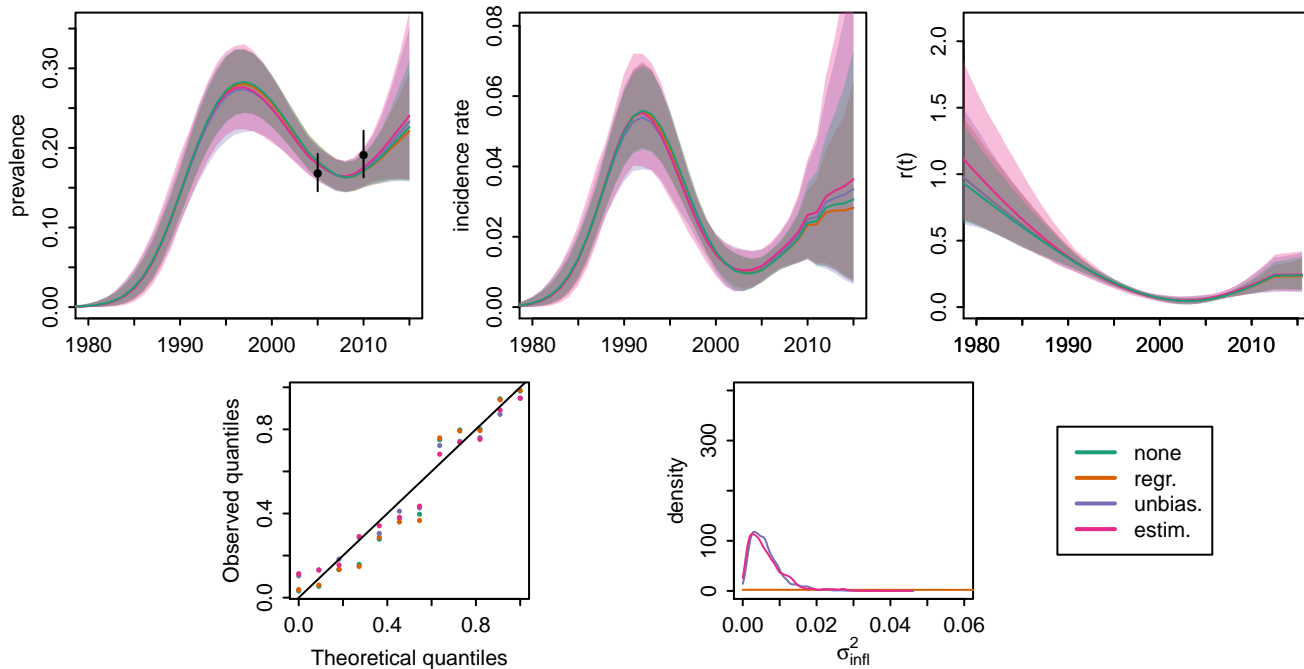 prevalence
0.00 0.10 0.20 0.30
1980 1990 2000 2010
incidence rate
0.00 0.02 0.04 0.06 0.08
1980 1990 2000 2010
r(t)
0.0 0.5 1.0 1.5 2.0
1980 1990 2000 2010
Observed quantiles
0.0 0.4 0.8
0.0 0.4 0.8
Theoretical quantiles
density
0 100 300
0.00 0.02 0.04 0.06
σ²infl
none
regr.
unbias.
estim.